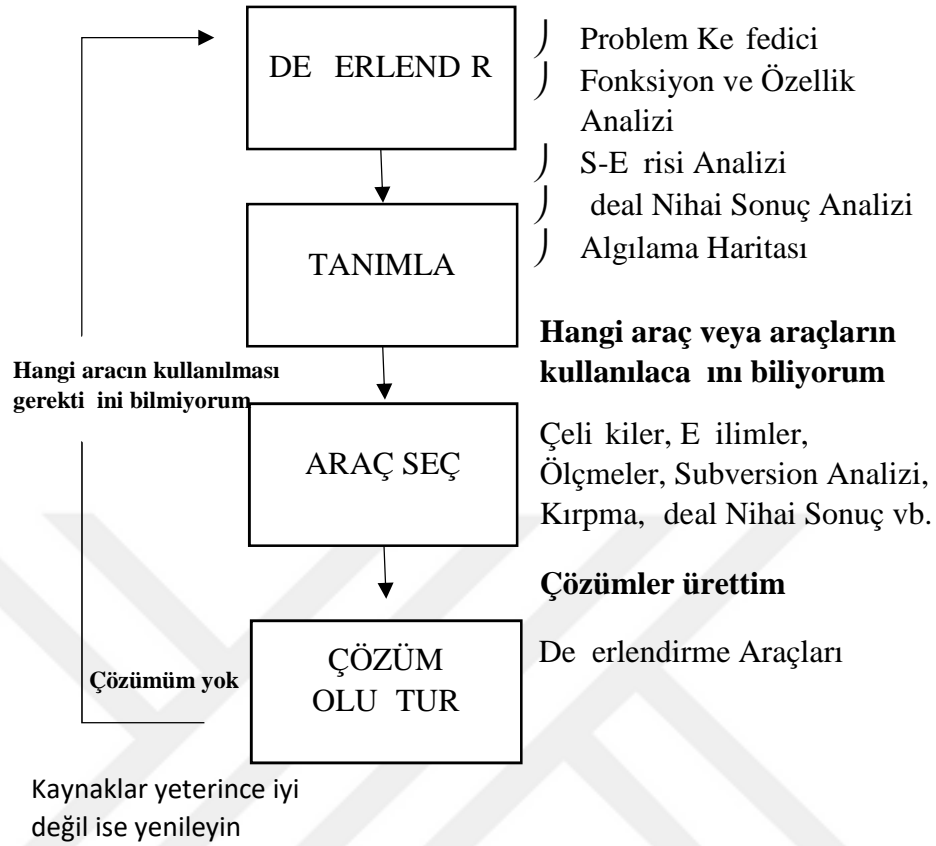 DE ERLEND R
Problem Ke fedici
Fonksiyon ve Özellik
Analizi
S-E risi Analizi
deal Nihai Sonuç Analizi
Algılama Haritası
TANIMLA
Hangi araç veya araçların
kullanılaca ını biliyorum
Hangi aracın kullanılması
gerekti ini bilmiyorum
ARAÇ SEÇ
Çeli kiler, E ilimler,
Ölçmeler, Subversion Analizi,
Kırpma, deal Nihai Sonuç vb.
Çözümler ürettim
ÇÖZÜM
OLU TUR
De erlendirme Araçları
Çözümüm yok
Kaynaklar yeterince iyi
değil ise yenileyin